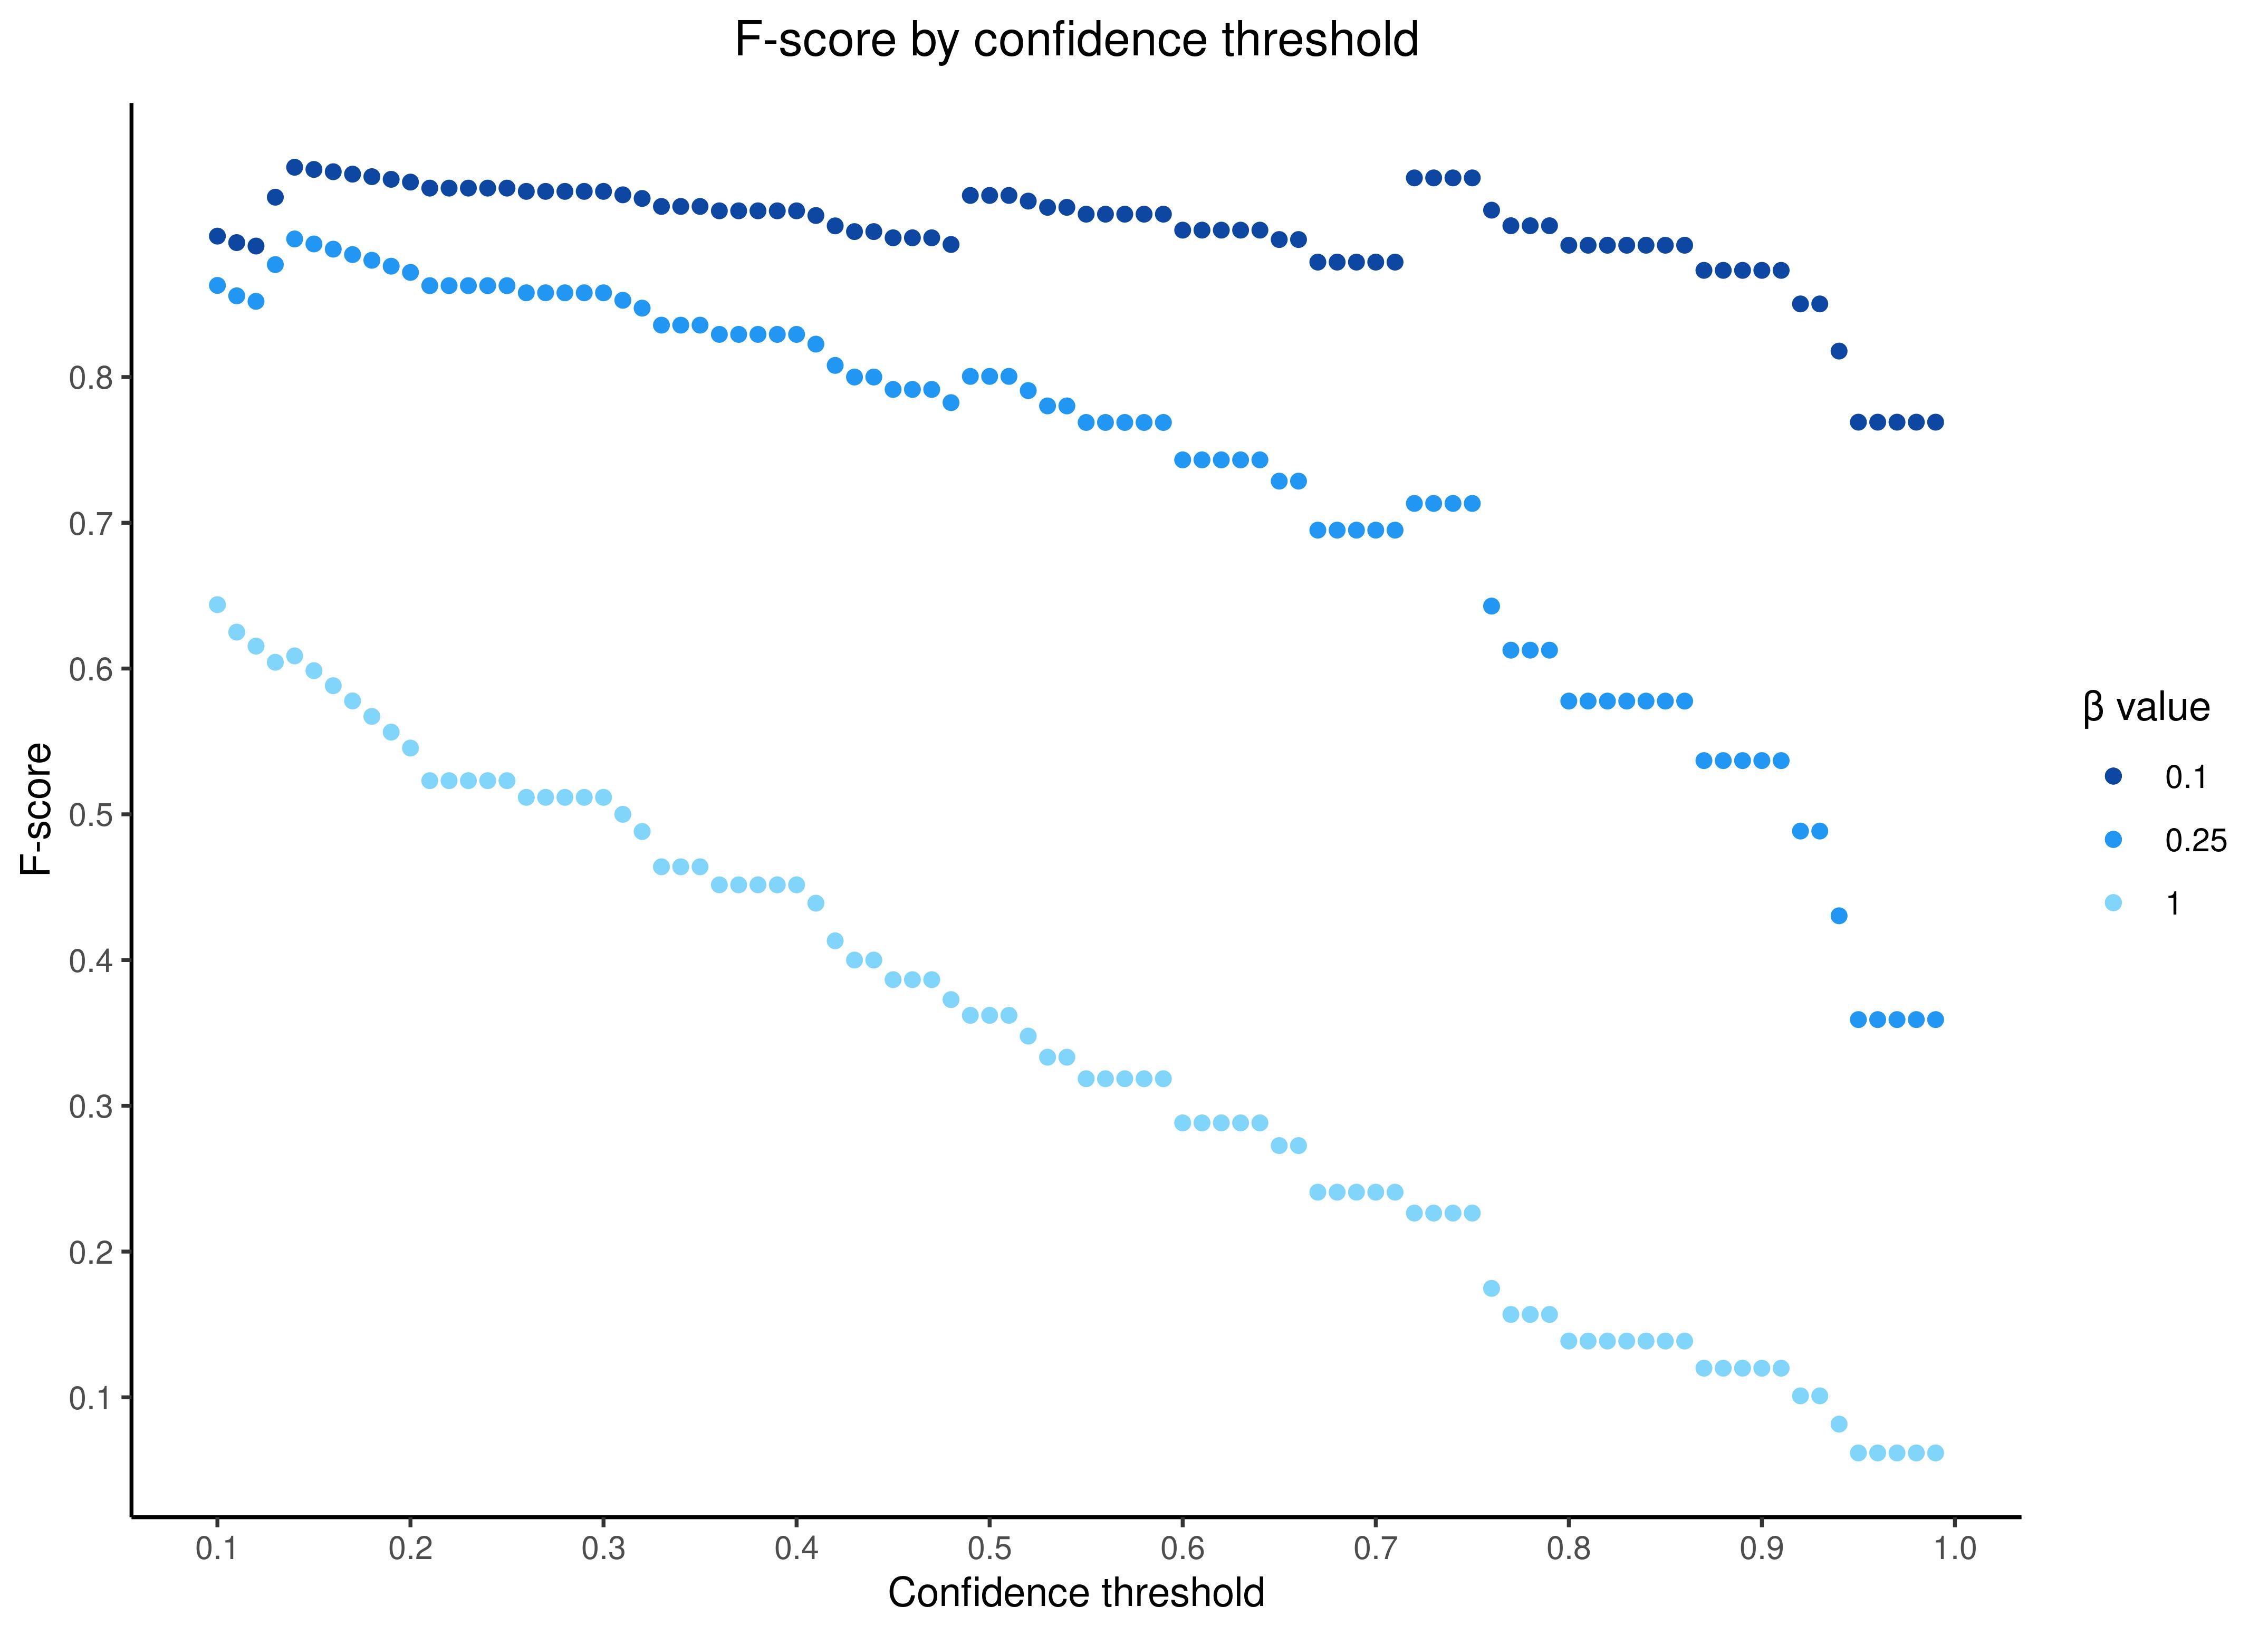 F-score by confidence threshold
F-score
0.8
0.7
0.6
0.5
0.4
0.3
0.2
0.1
0.1 0.2 0.3 0.4 0.5 0.6 0.7 0.8 0.9 1.0
Confidence threshold
β value
0.1
0.25
1